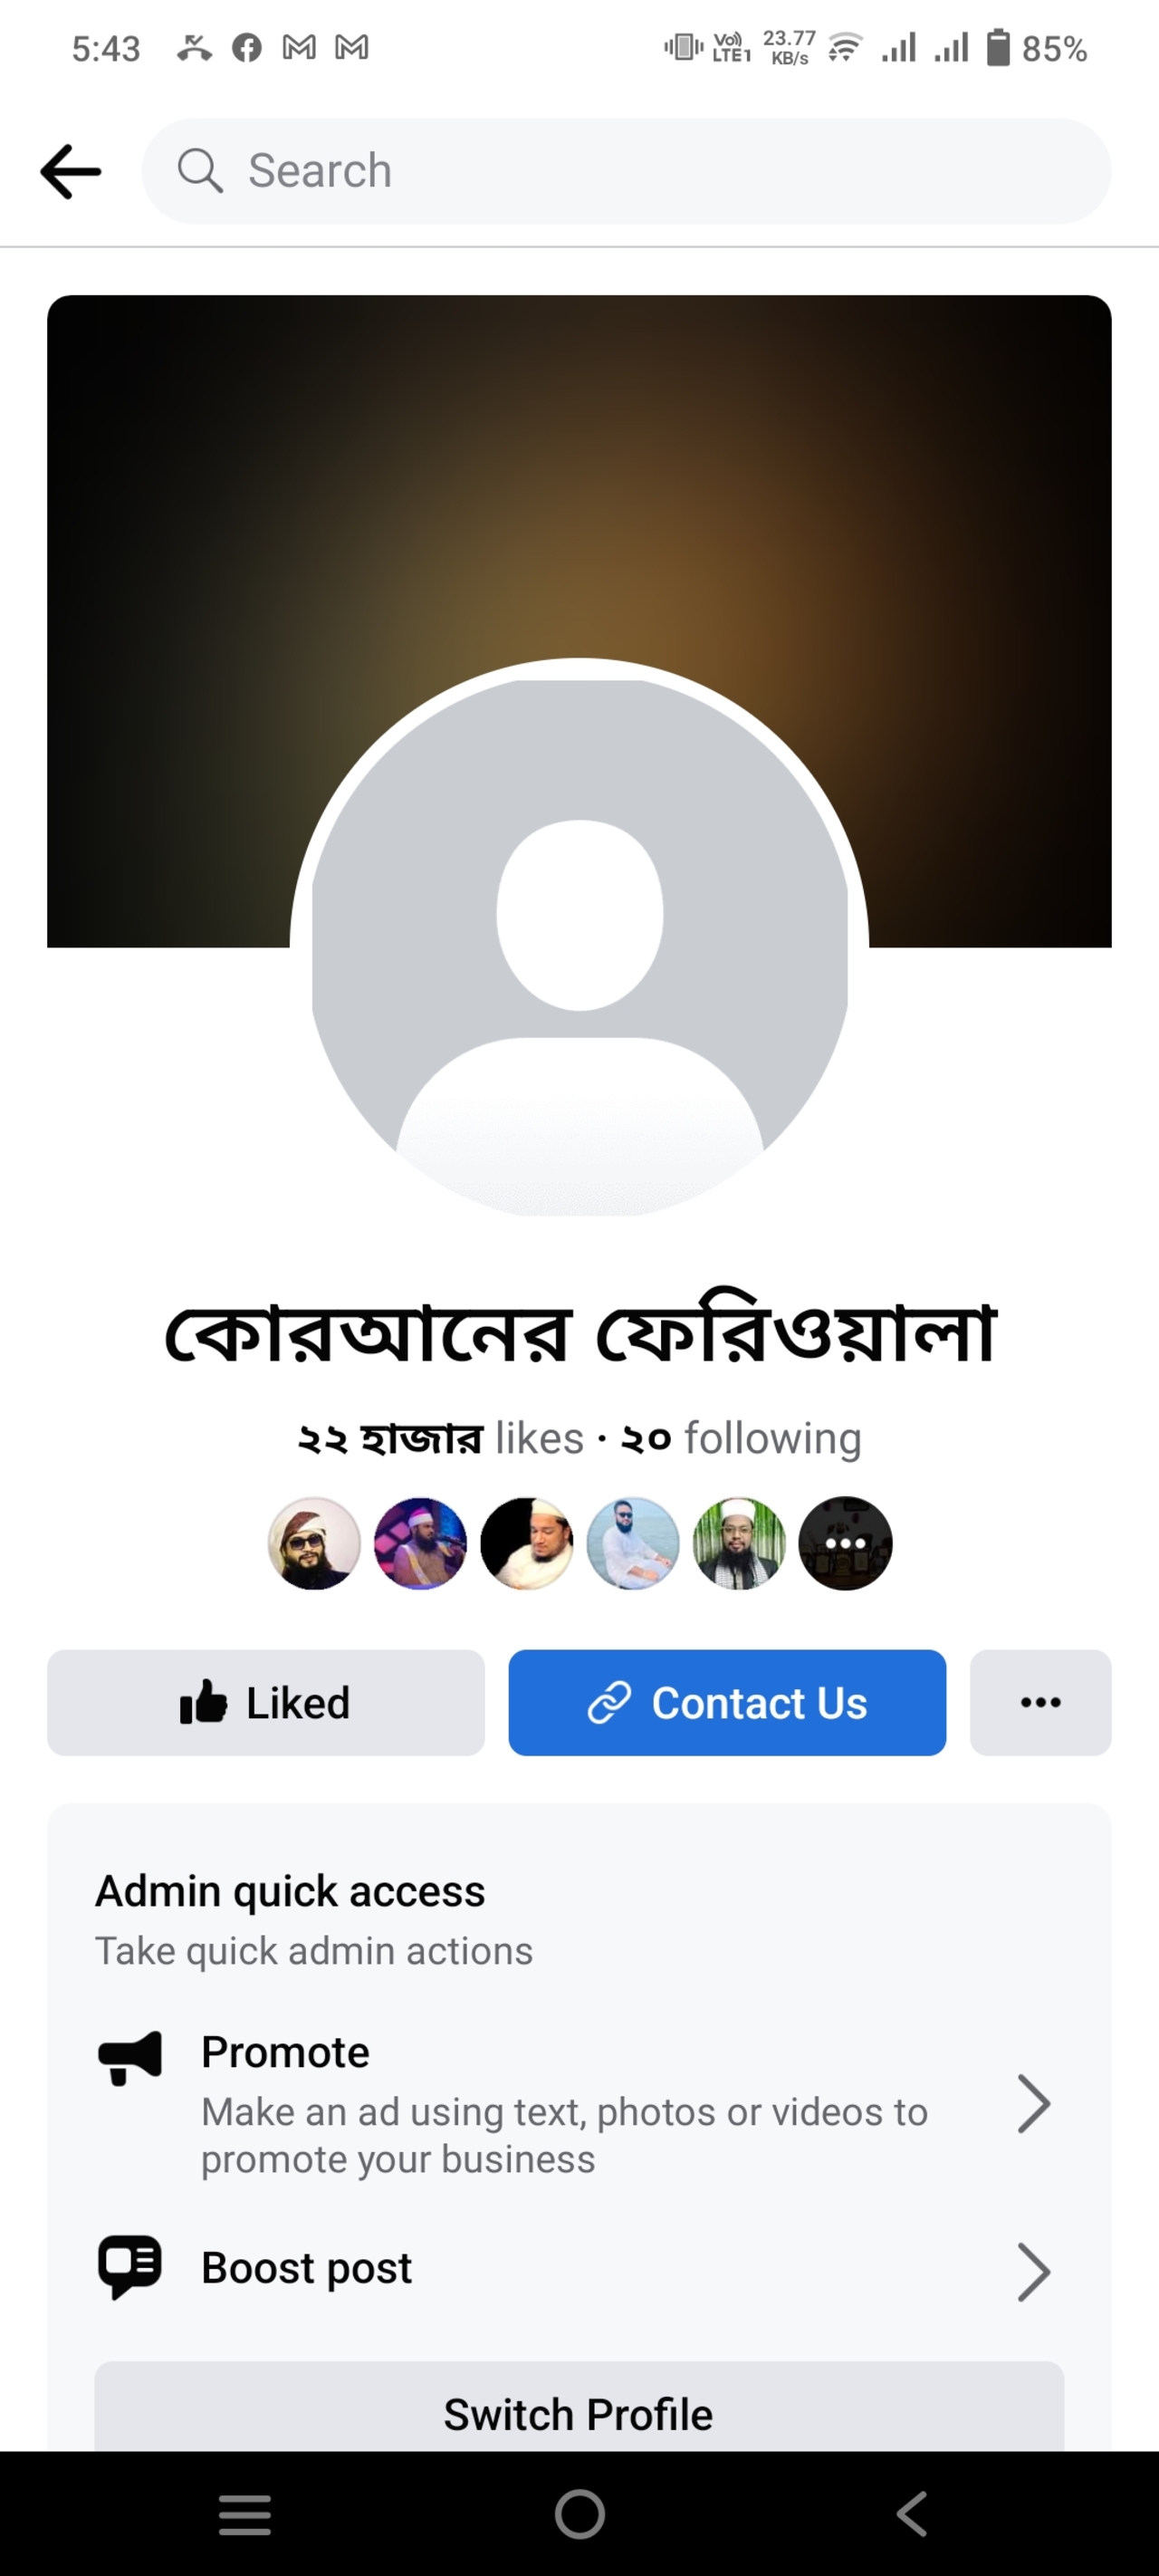 5:43 Vo) LTE1 23.77 KB/s 85%
Search
কোরআনের ফেরিওয়ালা
২২ হাজার likes · ২০ following
Liked Contact Us
Admin quick access
Take quick admin actions
Promote
Make an ad using text, photos or videos to
promote your business
Boost post
Switch Profile